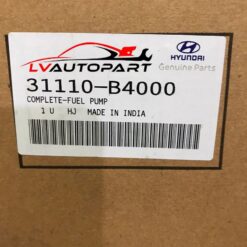 LVAUTOPART
HYUNDAI
Genuine Parts
31110-B4000
COMPLETE-FUEL PUMP
1 U HJ MADE IN INDIA